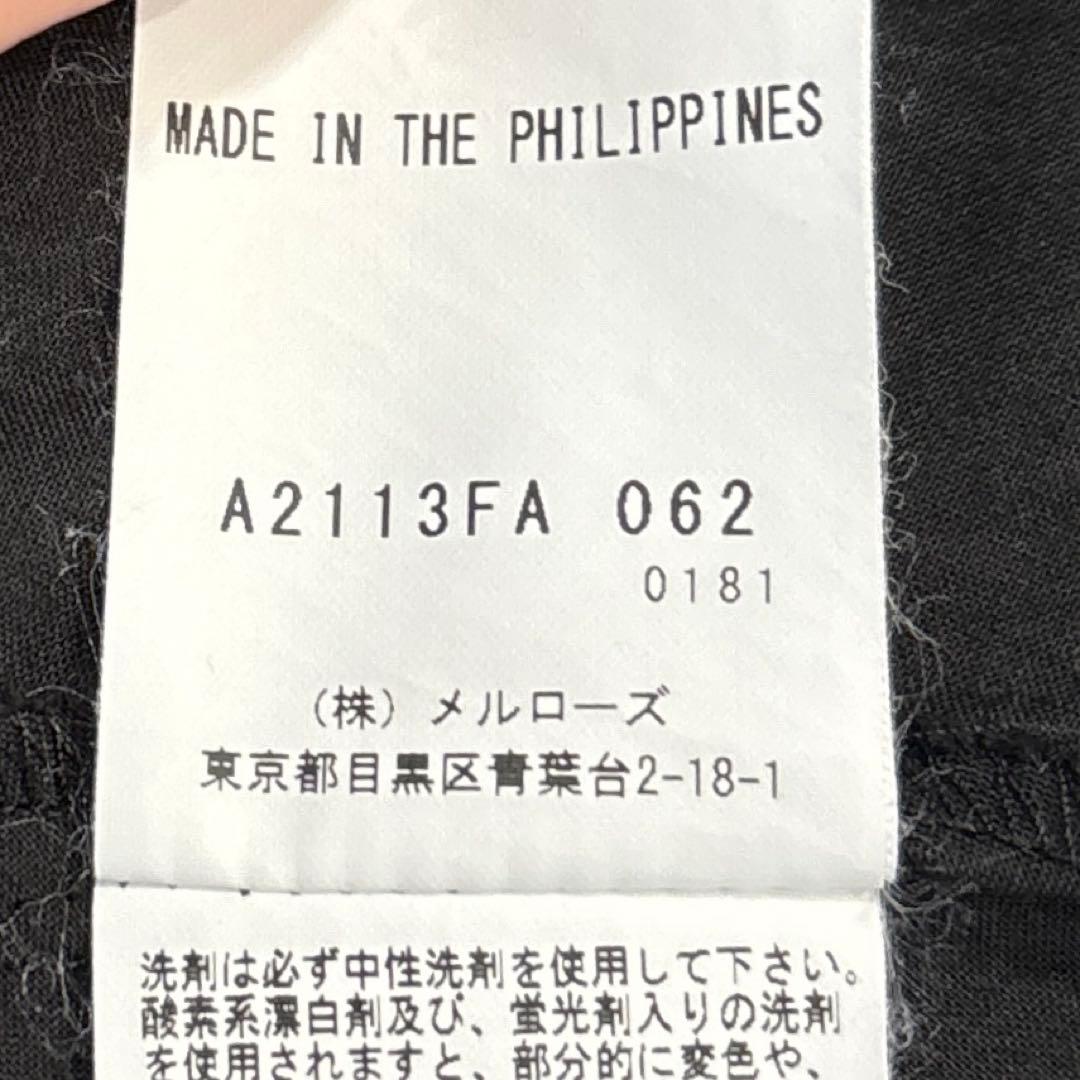 MADE IN THE PHILIPPINES
A2113FA 062
0181
(株) メルローズ
東京都目黒区青葉台2-18-1
洗剤は必ず中性洗剤を使用して下さい。
酸素系漂白剤及び、蛍光剤入りの洗剤
を使用されますと、部分的に変色や、